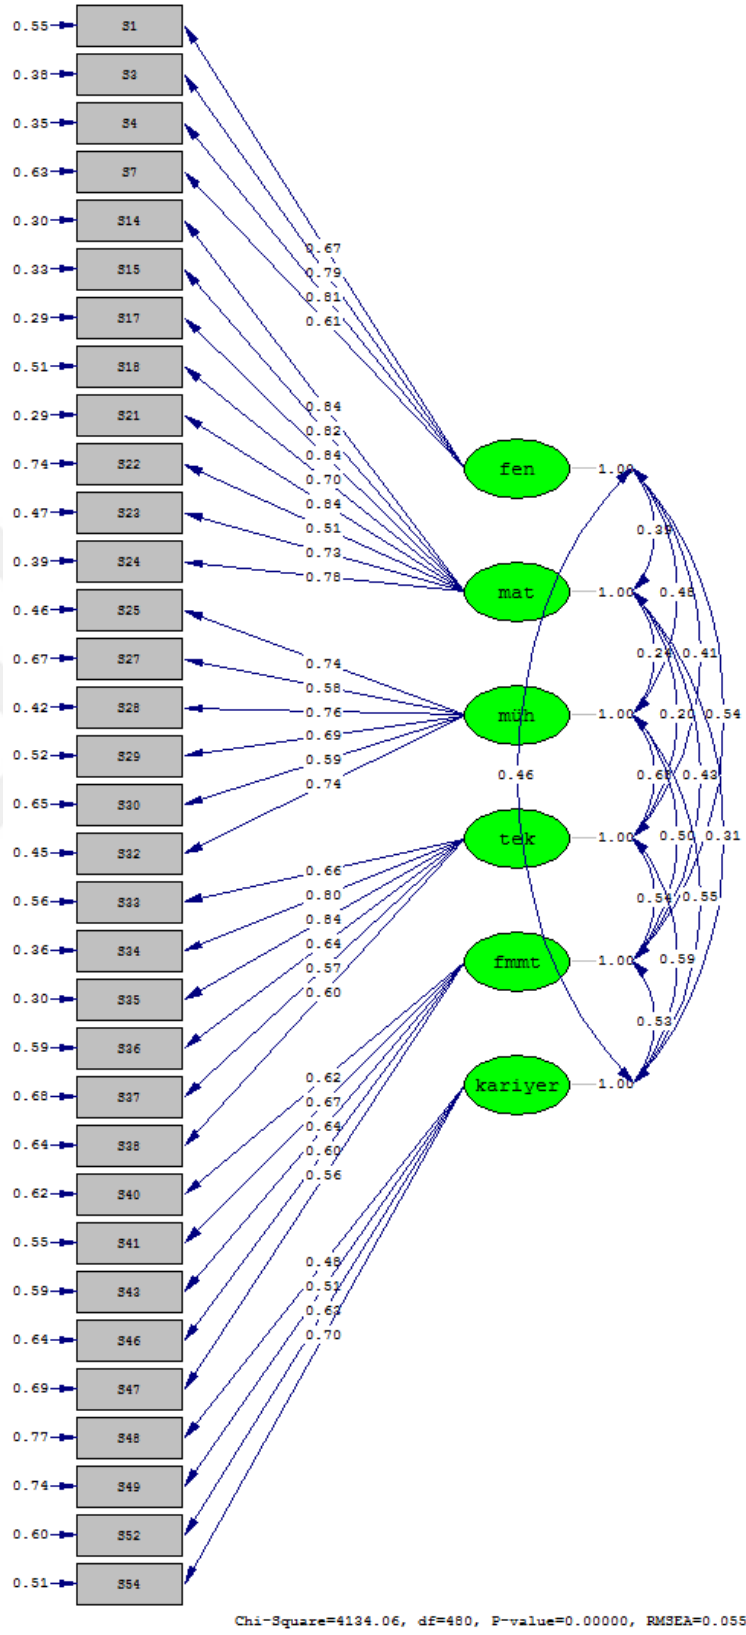 0.55 S1
0.38 S3
0.35 S4
0.63 S7
0.30 S14
0.33 S15
0.29 S17
0.51 S18
0.29 S21
0.74 S22
0.47 S23
0.39 S24
0.46 S25
0.67 S27
0.42 S28
0.52 S29
0.65 S30
0.45 S32
0.56 S33
0.36 S34
0.30 S35
0.59 S36
0.68 S37
0.64 S38
0.62 S40
0.55 S41
0.59 S43
0.64 S46
0.69 S47
0.77 S48
0.74 S49
0.60 S52
0.51 S54
0.67
0.79
0.81
0.61
0.84
0.82
0.84
0.70
0.84
0.51
0.73
0.78
0.74
0.58
0.76
0.69
0.59
0.74
0.66
0.80
0.84
0.64
0.57
0.60
0.62
0.67
0.64
0.60
0.56
0.48
0.51
0.63
0.70
fen 1.00
mat 1.00
müh 1.00
tek 1.00
fmmt 1.00
kariyer 1.00
0.46
0.39
0.48
0.24 0.41
0.20 0.54
0.43
0.50 0.31
0.54 0.55
0.59
0.53
Chi-Square=4134.06, df=480, P-value=0.00000, RMSEA=0.055